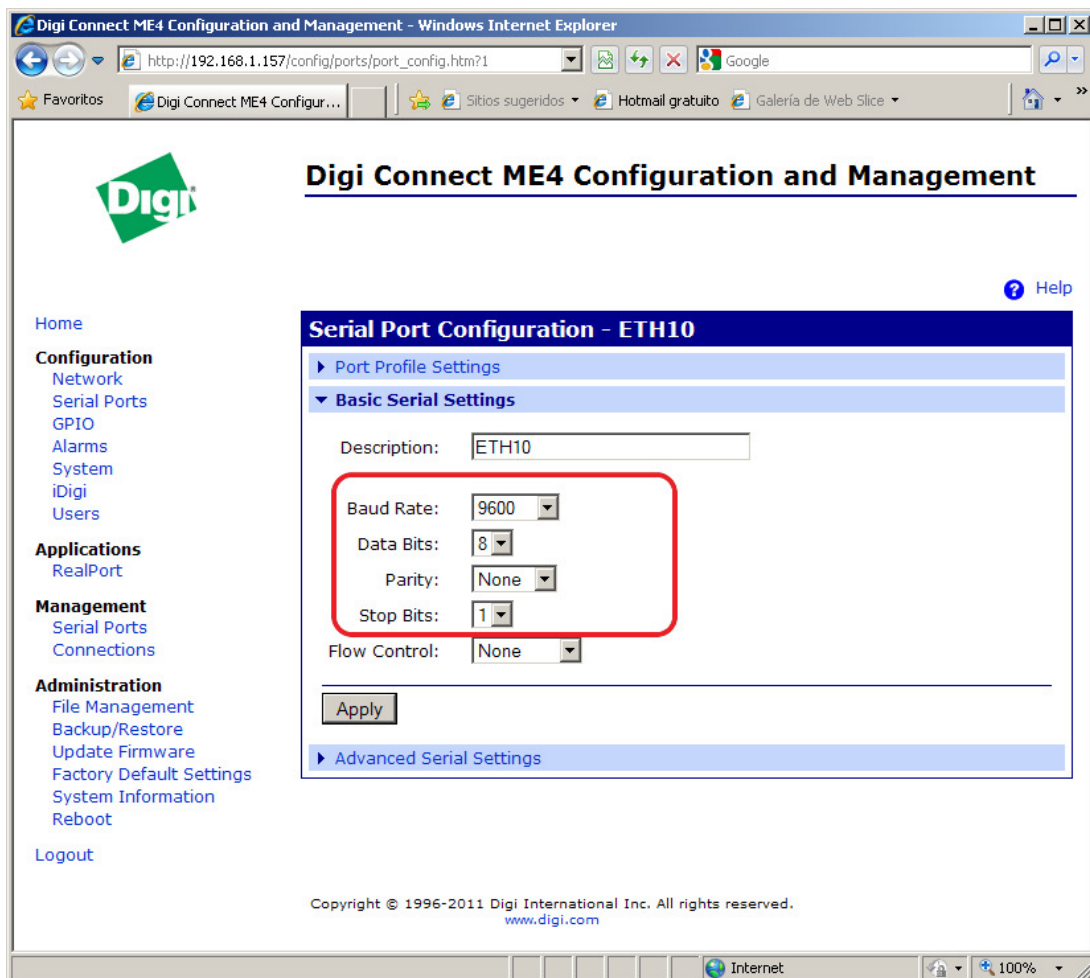 Digi Connect ME4 Configuration and Management - Windows Internet Explorer
http://192.168.1.157/config/ports/port_config.htm?1
Google
Favoritos
Digi Connect ME4 Configur...
Sitios sugeridos
Hotmail gratuito
Galería de Web Slice
»
Digi
Digi Connect ME4 Configuration and Management
? Help
Home
Configuration
Network
Serial Ports
GPIO
Alarms
System
iDigi
Users
Applications
RealPort
Management
Serial Ports
Connections
Administration
File Management
Backup/Restore
Update Firmware
Factory Default Settings
System Information
Reboot
Logout
Serial Port Configuration - ETH10
Port Profile Settings
Basic Serial Settings
Description: ETH10
Baud Rate: 9600
Data Bits: 8
Parity: None
Stop Bits: 1
Flow Control: None
Apply
Advanced Serial Settings
Copyright © 1996-2011 Digi International Inc. All rights reserved.
www.digi.com
Internet
100%